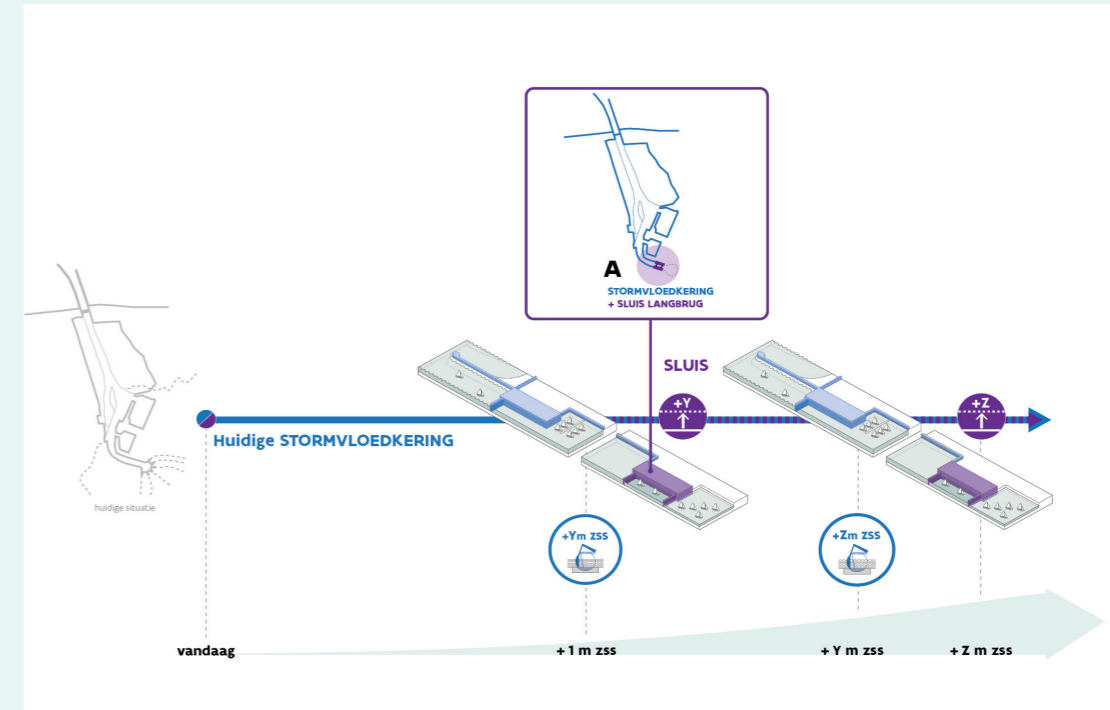 A
STORMVLOEDKERING
+ SLUIS LANGBRUG
SLUIS
+Y
+Z
Huidige STORMVLOEDKERING
huidige situatie
+Ym zss
+Zm zss
vandaag
+ 1 m zss
+ Y m zss
+ Z m zss